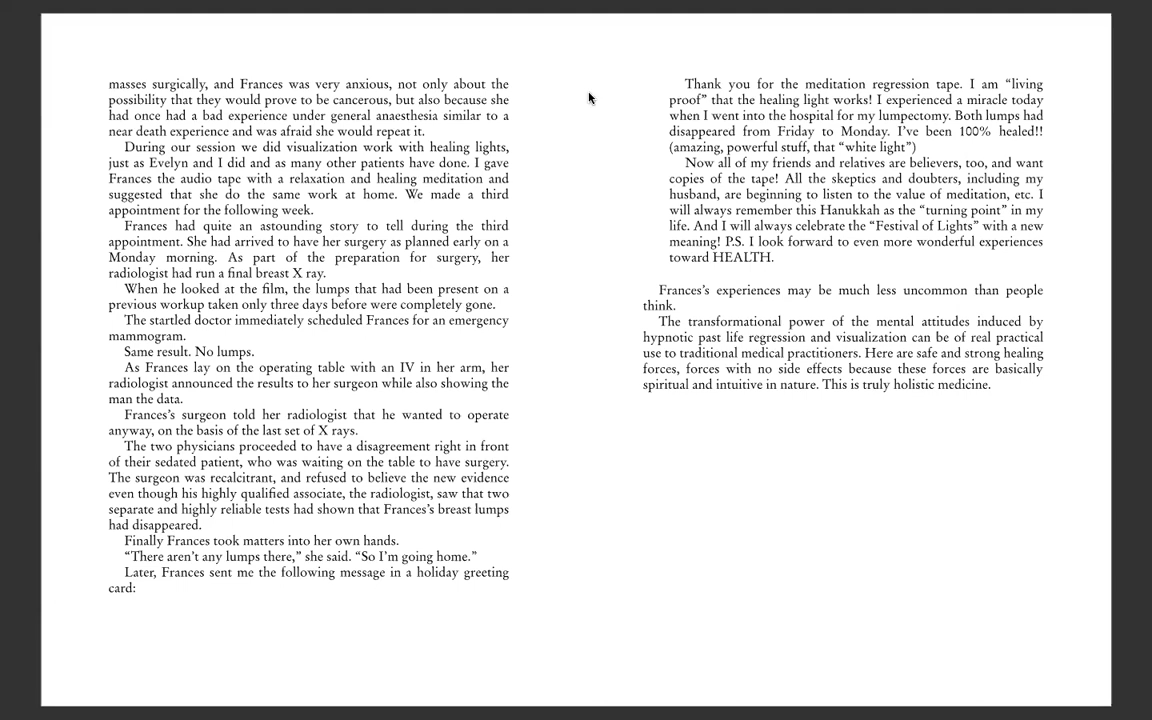 masses surgically, and Frances was very anxious, not only about the
possibility that they would prove to be cancerous, but also because she
had once had a bad experience under general anaesthesia similar to a
near death experience and was afraid she would repeat it.
During our session we did visualization work with healing lights,
just as Evelyn and I did and as many other patients have done. I gave
Frances the audio tape with a relaxation and healing meditation and
suggested that she do the same work at home. We made a third
appointment for the following week.
Frances had quite an astounding story to tell during the third
appointment. She had arrived to have her surgery as planned early on a
Monday morning. As part of the preparation for surgery, her
radiologist had run a final breast X ray.
When he looked at the film, the lumps that had been present on a
previous workup taken only three days before were completely gone.
The startled doctor immediately scheduled Frances for an emergency
mammogram.
Same result. No lumps.
As Frances lay on the operating table with an IV in her arm, her
radiologist announced the results to her surgeon while also showing the
man the data.
Frances’s surgeon told her radiologist that he wanted to operate
anyway, on the basis of the last set of X rays.
The two physicians proceeded to have a disagreement right in front
of their sedated patient, who was waiting on the table to have surgery.
The surgeon was recalcitrant, and refused to believe the new evidence
even though his highly qualified associate, the radiologist, saw that two
separate and highly reliable tests had shown that Frances’s breast lumps
had disappeared.
Finally Frances took matters into her own hands.
“There aren’t any lumps there,” she said. “So I’m going home.”
Later, Frances sent me the following message in a holiday greeting
card:
Thank you for the meditation regression tape. I am “living
proof” that the healing light works! I experienced a miracle today
when I went into the hospital for my lumpectomy. Both lumps had
disappeared from Friday to Monday. I’ve been 100% healed!!
(amazing, powerful stuff, that “white light”)
Now all of my friends and relatives are believers, too, and want
copies of the tape! All the skeptics and doubters, including my
husband, are beginning to listen to the value of meditation, etc. I
will always remember this Hanukkah as the “turning point” in my
life. And I will always celebrate the “Festival of Lights” with a new
meaning! P.S. I look forward to even more wonderful experiences
toward HEALTH.
Frances’s experiences may be much less uncommon than people
think.
The transformational power of the mental attitudes induced by
hypnotic past life regression and visualization can be of real practical
use to traditional medical practitioners. Here are safe and strong healing
forces, forces with no side effects because these forces are basically
spiritual and intuitive in nature. This is truly holistic medicine.